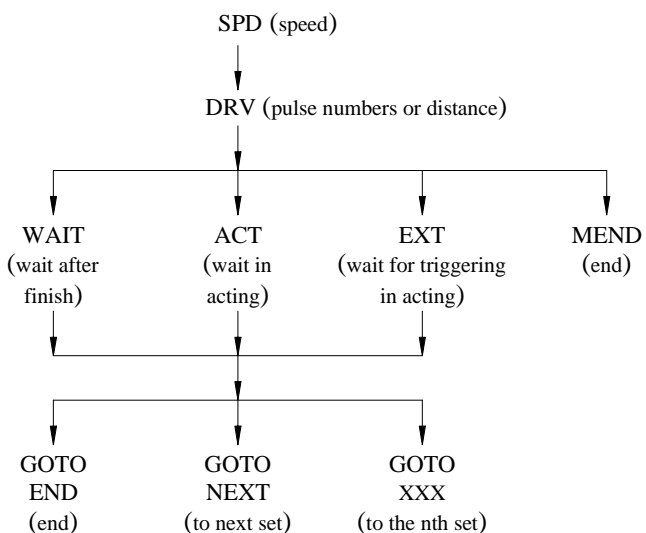 SPD (speed)
DRV (pulse numbers or distance)
WAIT
(wait after
finish)
ACT
(wait in
acting)
EXT
(wait for triggering
in acting)
MEND
(end)
GOTO
END
(end)
GOTO
NEXT
(to next set)
GOTO
XXX
(to the nth set)